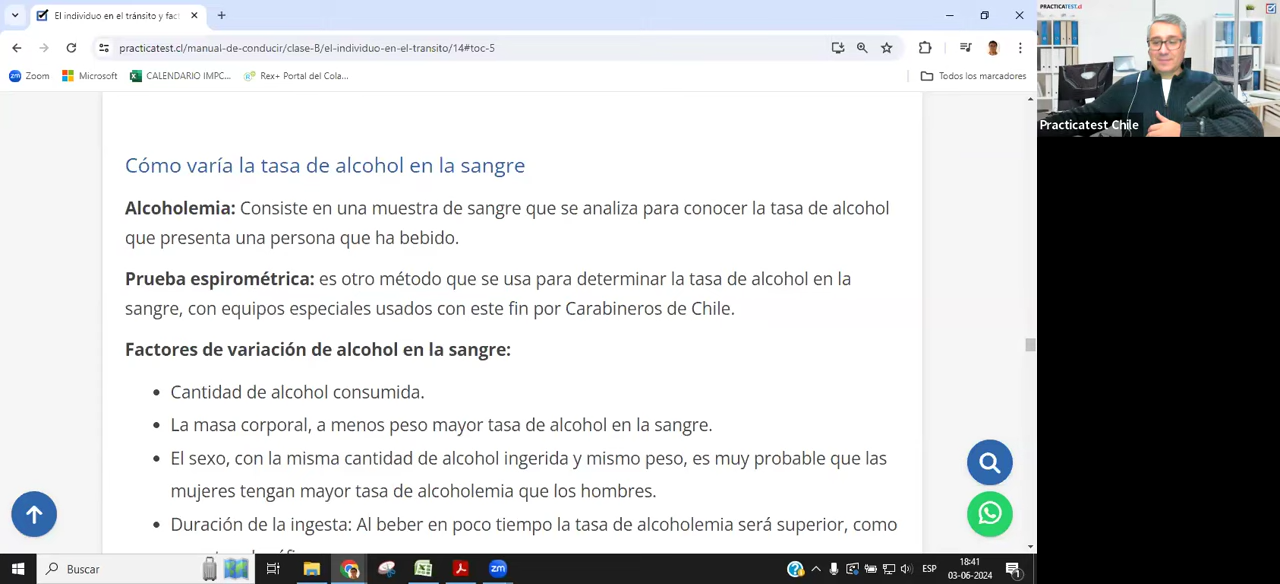 El individuo en el tránsito y fact
practicatest.cl/manual-de-conducir/clase-B/el-individuo-en-el-transito/14#toc-5
Zoom
Microsoft
CALENDARIO IMPC...
Rex+ Portal del Cola...
Todos los marcadores
PRACTICATEST.cl
Practicatest Chile
Cómo varía la tasa de alcohol en la sangre
Alcoholemia: Consiste en una muestra de sangre que se analiza para conocer la tasa de alcohol
que presenta una persona que ha bebido.
Prueba espirométrica: es otro método que se usa para determinar la tasa de alcohol en la
sangre, con equipos especiales usados con este fin por Carabineros de Chile.
Factores de variación de alcohol en la sangre:
Cantidad de alcohol consumida.
La masa corporal, a menos peso mayor tasa de alcohol en la sangre.
El sexo, con la misma cantidad de alcohol ingerida y mismo peso, es muy probable que las
mujeres tengan mayor tasa de alcoholemia que los hombres.
Duración de la ingesta: Al beber en poco tiempo la tasa de alcoholemia será superior, como
Buscar
zm
ESP
18:41
03-06-2024